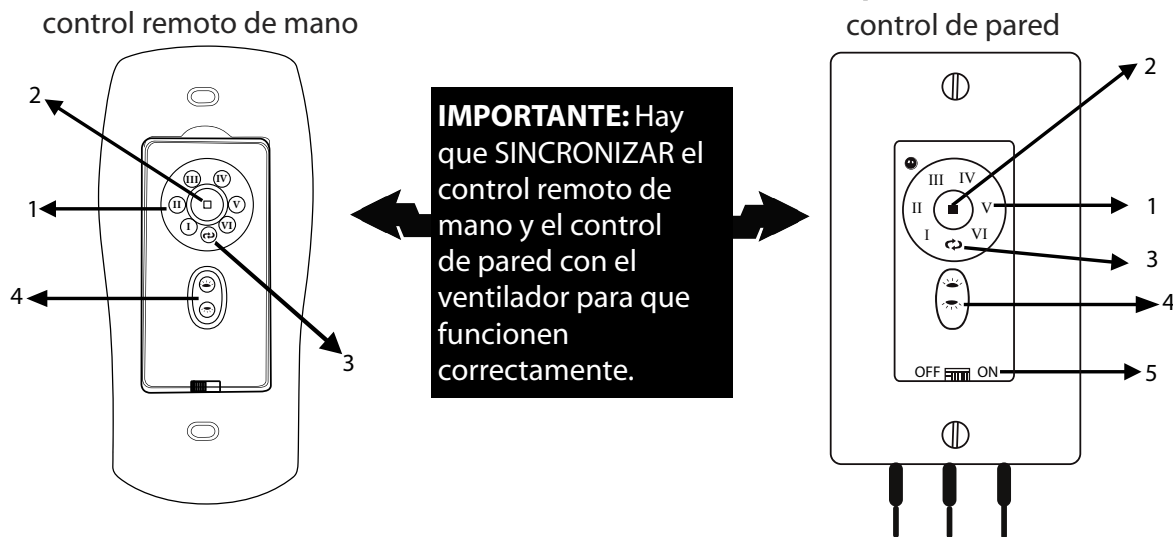 control remoto de mano
control de pared
2
III IV
II V
1
I VI
4
3
IMPORTANTE: Hay
que SINCRONIZAR el
control remoto de
mano y el control
de pared con el
ventilador para que
funcionen
correctamente.
2
III IV
II V
1
I VI
3
4
OFF ON
5